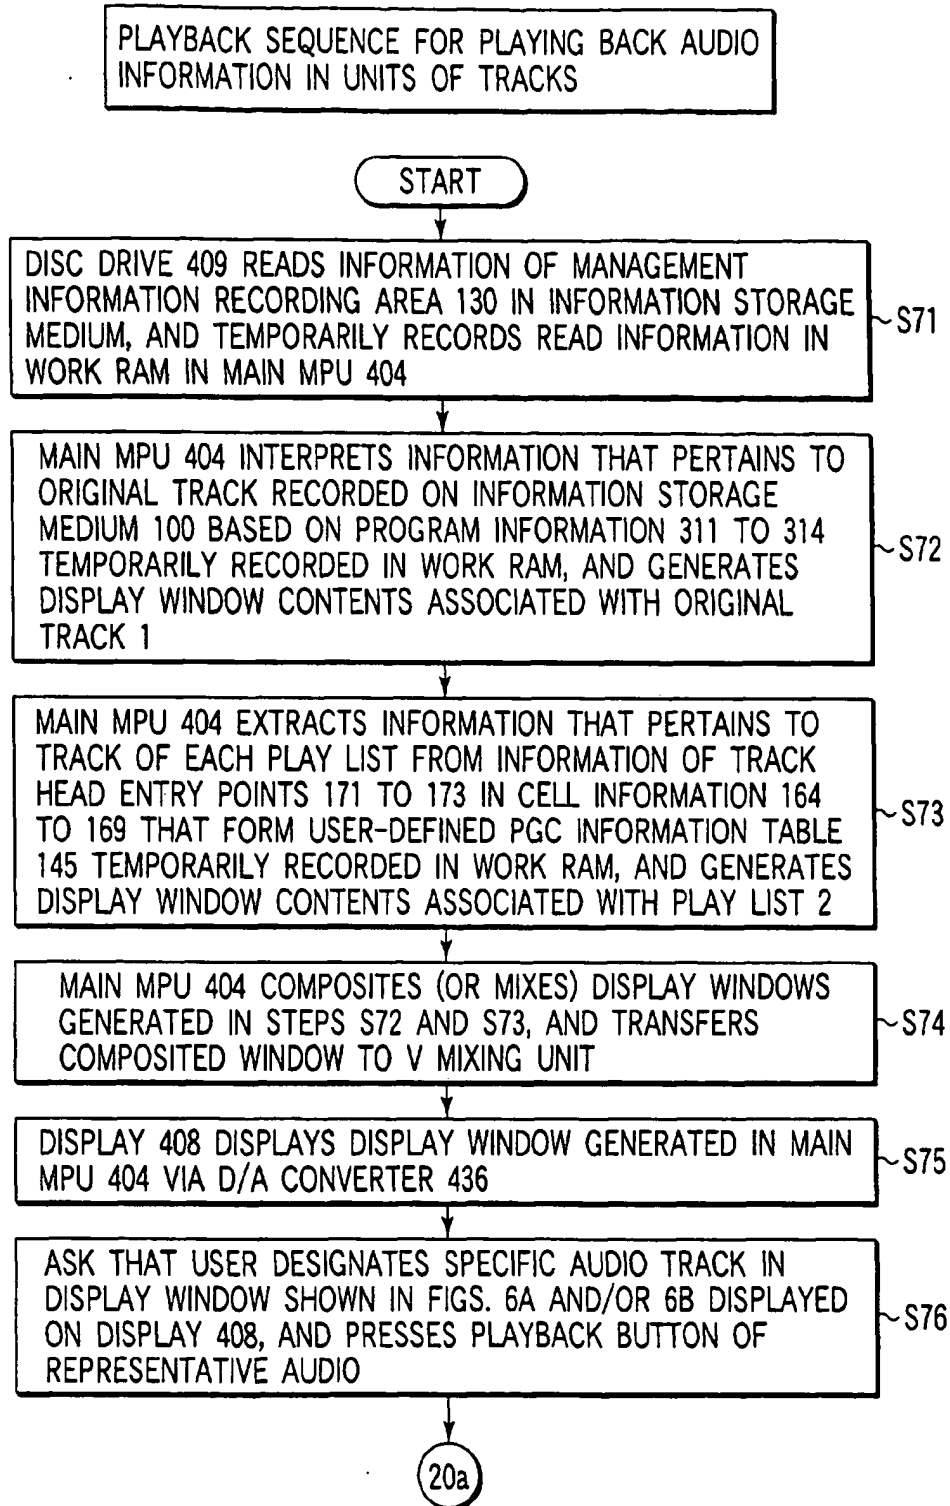 PLAYBACK SEQUENCE FOR PLAYING BACK AUDIO
INFORMATION IN UNITS OF TRACKS
START
DISC DRIVE 409 READS INFORMATION OF MANAGEMENT
INFORMATION RECORDING AREA 130 IN INFORMATION STORAGE
MEDIUM, AND TEMPORARILY RECORDS READ INFORMATION IN
WORK RAM IN MAIN MPU 404
S71
MAIN MPU 404 INTERPRETS INFORMATION THAT PERTAINS TO
ORIGINAL TRACK RECORDED ON INFORMATION STORAGE
MEDIUM 100 BASED ON PROGRAM INFORMATION 311 TO 314
TEMPORARILY RECORDED IN WORK RAM, AND GENERATES
DISPLAY WINDOW CONTENTS ASSOCIATED WITH ORIGINAL
TRACK 1
S72
MAIN MPU 404 EXTRACTS INFORMATION THAT PERTAINS TO
TRACK OF EACH PLAY LIST FROM INFORMATION OF TRACK
HEAD ENTRY POINTS 171 TO 173 IN CELL INFORMATION 164
TO 169 THAT FORM USER-DEFINED PGC INFORMATION TABLE
145 TEMPORARILY RECORDED IN WORK RAM, AND GENERATES
DISPLAY WINDOW CONTENTS ASSOCIATED WITH PLAY LIST 2
S73
MAIN MPU 404 COMPOSITES (OR MIXES) DISPLAY WINDOWS
GENERATED IN STEPS S72 AND S73, AND TRANSFERS
COMPOSITED WINDOW TO V MIXING UNIT
S74
DISPLAY 408 DISPLAYS DISPLAY WINDOW GENERATED IN MAIN
MPU 404 VIA D/A CONVERTER 436
S75
ASK THAT USER DESIGNATES SPECIFIC AUDIO TRACK IN
DISPLAY WINDOW SHOWN IN FIGS. 6A AND/OR 6B DISPLAYED
ON DISPLAY 408, AND PRESSES PLAYBACK BUTTON OF
REPRESENTATIVE AUDIO
S76
20a